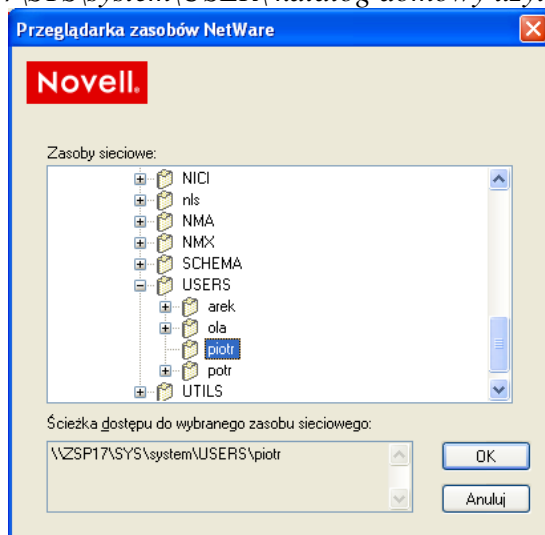 Przeglądarka zasobów NetWare
Novell.
Zasoby sieciowe:
NICI
nls
NMA
NMX
SCHEMA
USERS
arek
ola
piotr
potr
UTILS
Ścieżka dostępu do wybranego zasobu sieciowego:
\\ZSP17\SYS\system\USERS\piotr
OK
Anuluj